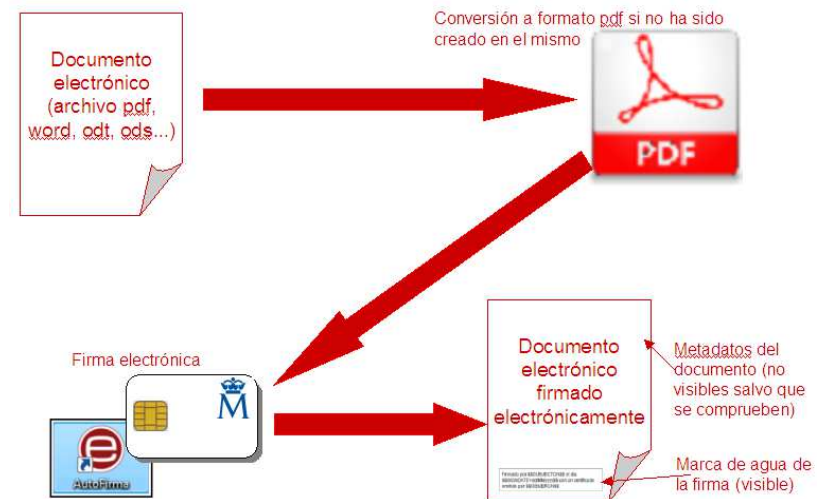 Conversión a formato pdf si no ha sido
creado en el mismo
Documento
electrónico
(archivo pdf,
word, odt, ods...)
PDF
Firma electrónica
M
AutoFirma
Documento
electrónico
firmado
electrónicamente
Metadatos del
documento (no
visibles salvo que
se comprueben)
Firmado por
Marca de agua de
la firma (visible)